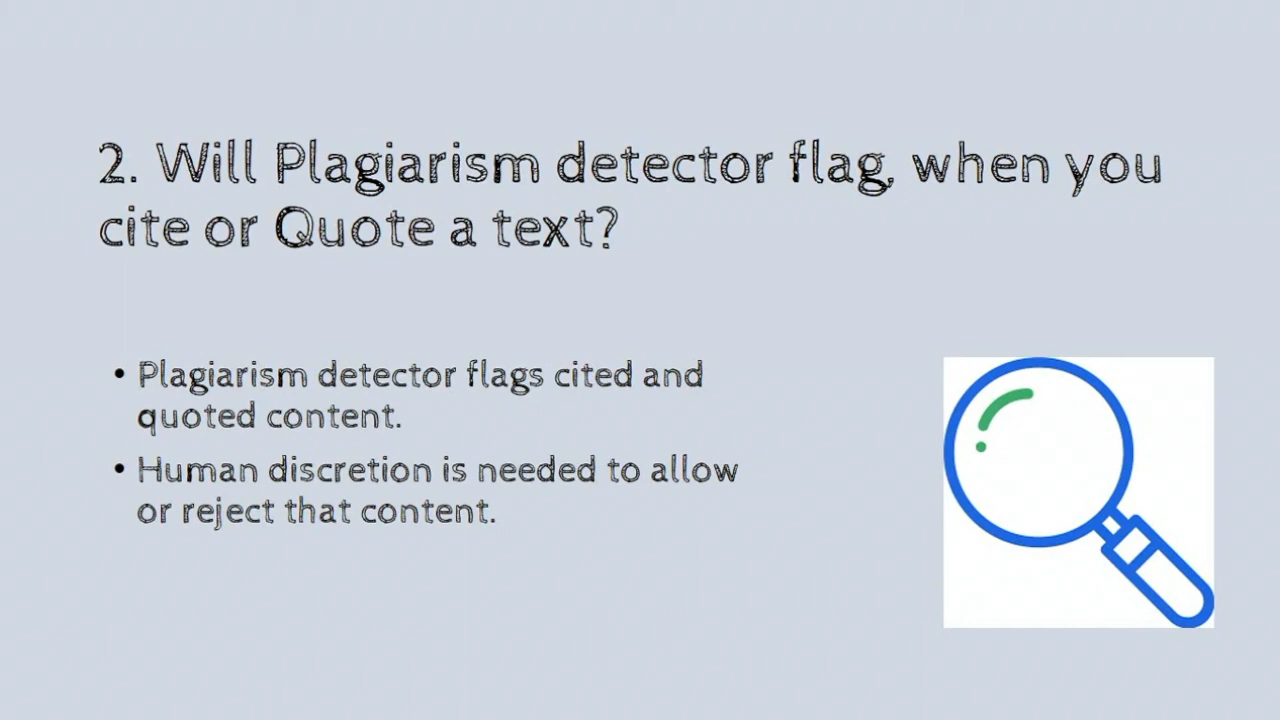 2. Will Plagiarism detector flag, when you
cite or Quote a text?
• Plagiarism detector flags cited and
quoted content.
• Human discretion is needed to allow
or reject that content.